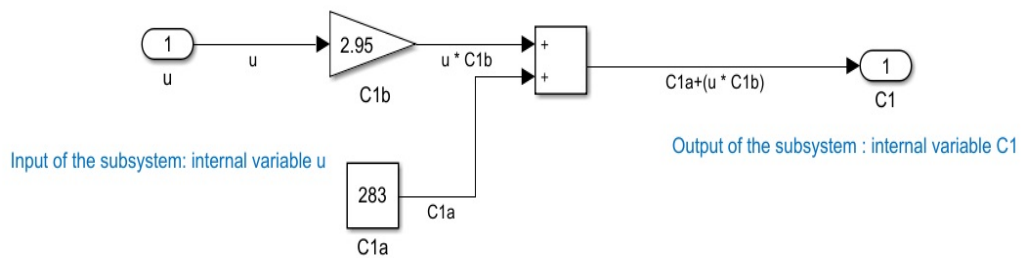 1
u
u
2.95
C1b
u * C1b
+
+
C1a+(u * C1b)
1
C1
Input of the subsystem: internal variable u
Output of the subsystem : internal variable C1
283
C1a
C1a